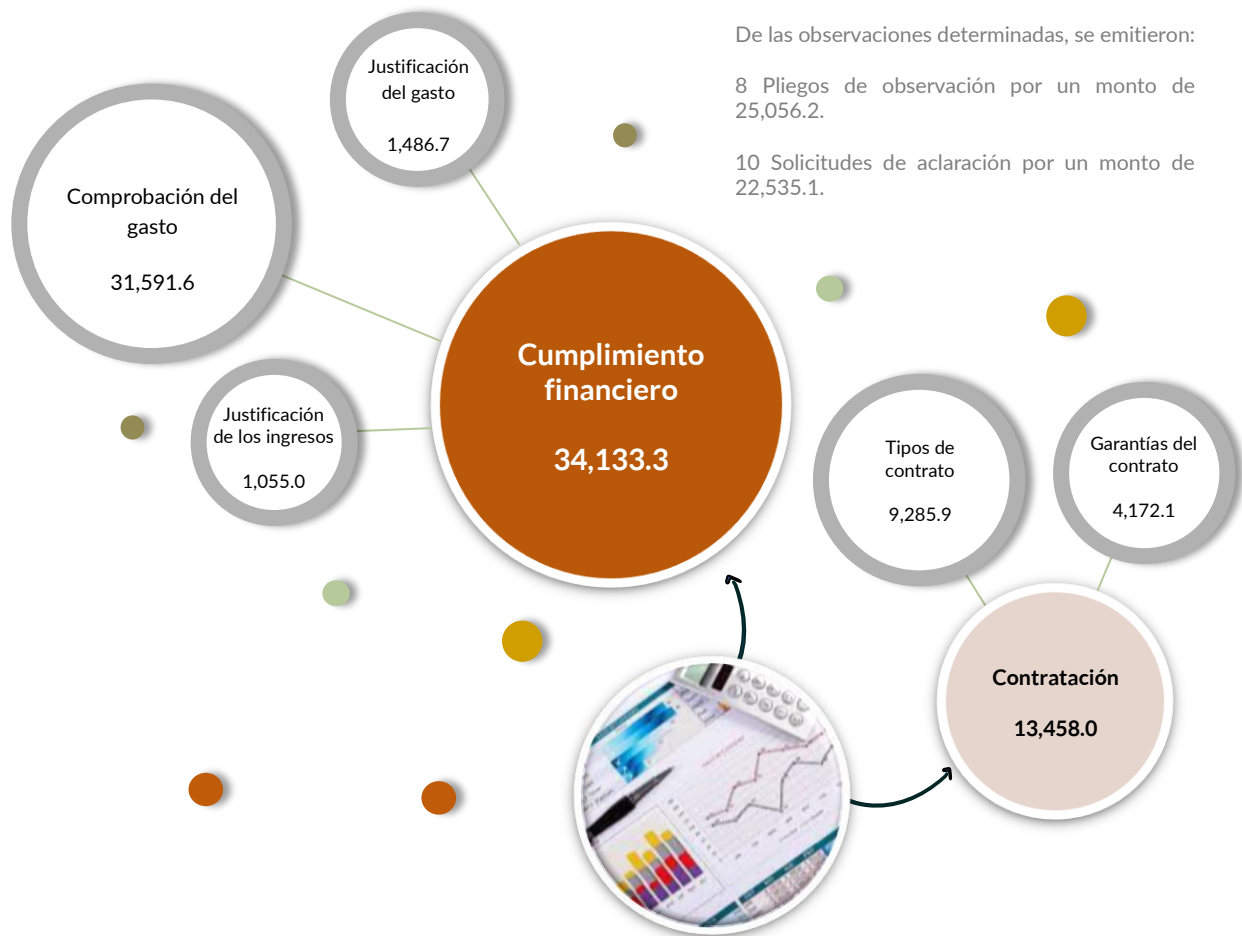 De las observaciones determinadas, se emitieron:
8 Pliegos de observación por un monto de
25,056.2.
10 Solicitudes de aclaración por un monto de
22,535.1.
Justificación
del gasto
1,486.7
Comprobación del
gasto
31,591.6
Justificación
de los ingresos
1,055.0
Cumplimiento
financiero
34,133.3
Tipos de
contrato
9,285.9
Garantías del
contrato
4,172.1
Contratación
13,458.0